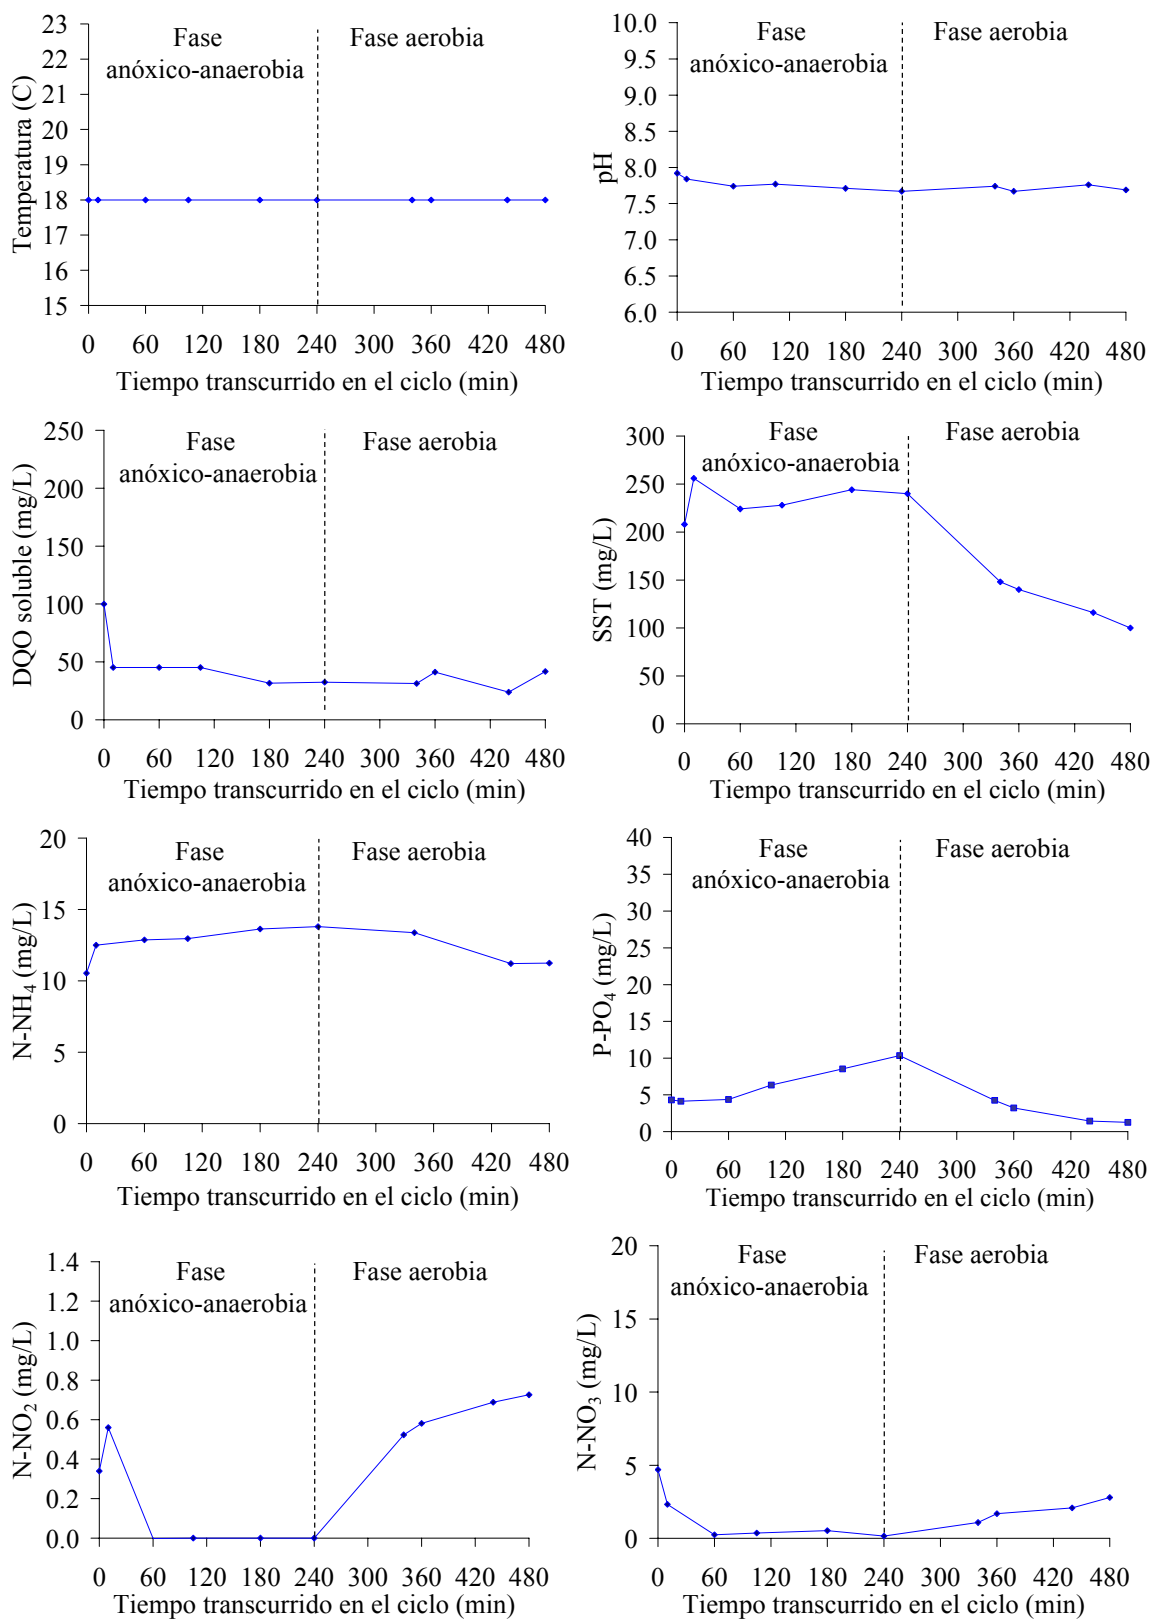 Fase
anóxico-anaerobia
Fase aerobia
Temperatura (C)
23
22
21
20
19
18
17
16
15
0 60 120 180 240 300 360 420 480
Tiempo transcurrido en el ciclo (min)
Fase
anóxico-anaerobia
Fase aerobia
pH
10.0
9.5
9.0
8.5
8.0
7.5
7.0
6.5
6.0
0 60 120 180 240 300 360 420 480
Tiempo transcurrido en el ciclo (min)
Fase
anóxico-anaerobia
Fase aerobia
DQO soluble (mg/L)
250
200
150
100
50
0
0 60 120 180 240 300 360 420 480
Tiempo transcurrido en el ciclo (min)
Fase
anóxico-anaerobia
Fase aerobia
SST (mg/L)
300
250
200
150
100
50
0
0 60 120 180 240 300 360 420 480
Tiempo transcurrido en el ciclo (min)
Fase
anóxico-anaerobia
Fase aerobia
N-NH4 (mg/L)
20
15
10
5
0
0 60 120 180 240 300 360 420 480
Tiempo transcurrido en el ciclo (min)
Fase
anóxico-anaerobia
Fase aerobia
P-PO4 (mg/L)
40
35
30
25
20
15
10
5
0
0 60 120 180 240 300 360 420 480
Tiempo transcurrido en el ciclo (min)
Fase
anóxico-anaerobia
Fase aerobia
N-NO2 (mg/L)
1.4
1.2
1.0
0.8
0.6
0.4
0.2
0.0
0 60 120 180 240 300 360 420 480
Tiempo transcurrido en el ciclo (min)
Fase
anóxico-anaerobia
Fase aerobia
N-NO3 (mg/L)
20
15
10
5
0
0 60 120 180 240 300 360 420 480
Tiempo transcurrido en el ciclo (min)